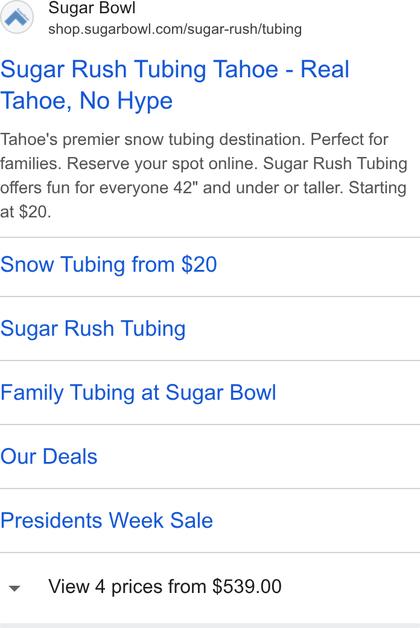 Sugar Bowl
shop.sugarbowl.com/sugar-rush/tubing
Sugar Rush Tubing Tahoe - Real
Tahoe, No Hype
Tahoe's premier snow tubing destination. Perfect for
families. Reserve your spot online. Sugar Rush Tubing
offers fun for everyone 42" and under or taller. Starting
at $20.
Snow Tubing from $20
Sugar Rush Tubing
Family Tubing at Sugar Bowl
Our Deals
Presidents Week Sale
View 4 prices from $539.00